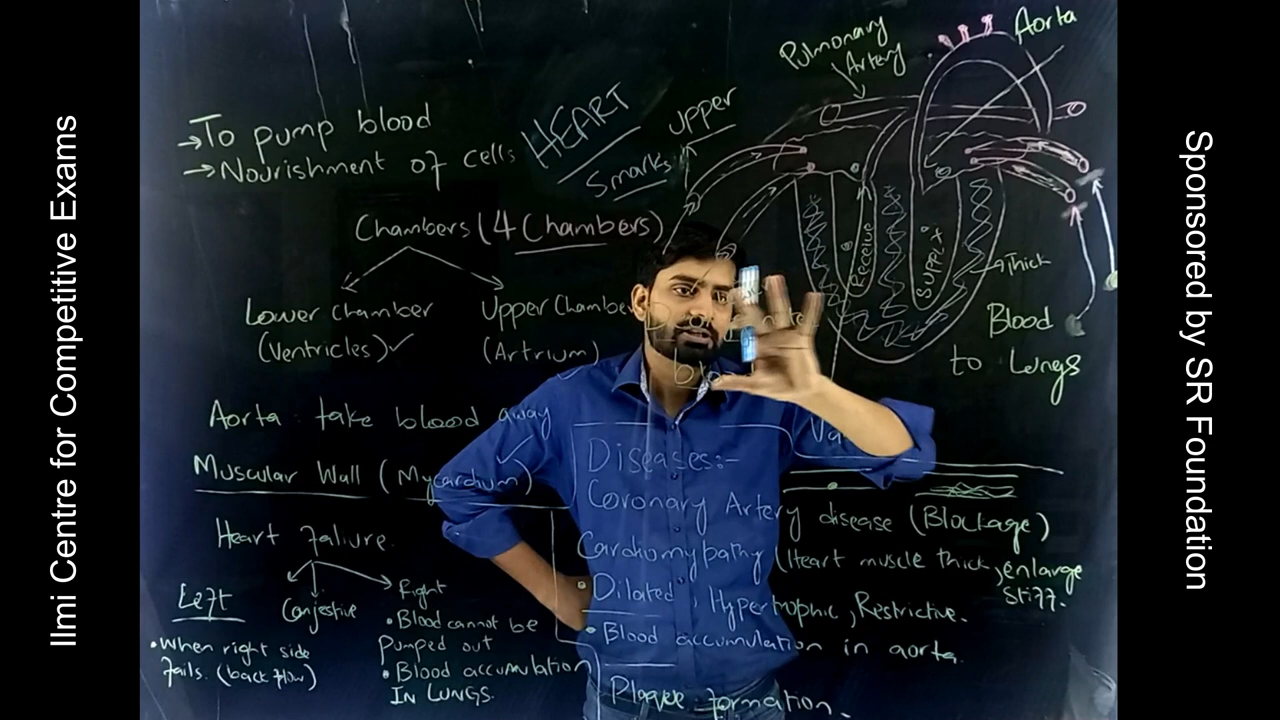 Ilmi Centre for Competitive Exams
→To pump blood
→Nourishment of cells
HEART
5marks
Upper
Pulmonary
Artery
Aorta
Chambers (4 Chambers)
Lower chamber
(Ventricles)✓
Upper Chamber
(Artrium)
Receive
SUPPLY
Thick
Blood
to Lungs
Aorta: take blood away
Muscular Wall (Mycardium)
Heart Faliure.
Left
• When right side
fails. (back flow)
Conjestive
Right
• Blood cannot be
Pumped out
• Blood accumulation
IN LUNGS.
Diseases:-
Coronary Artery disease (Blockage)
Cardiomypathy (Heart muscle thick, enlarge
Stiff.
• Dilated, Hypertrophic, Restrictive.
• Blood accumulation in aorta.
Plaque formation.
Sponsored by SR Foundation